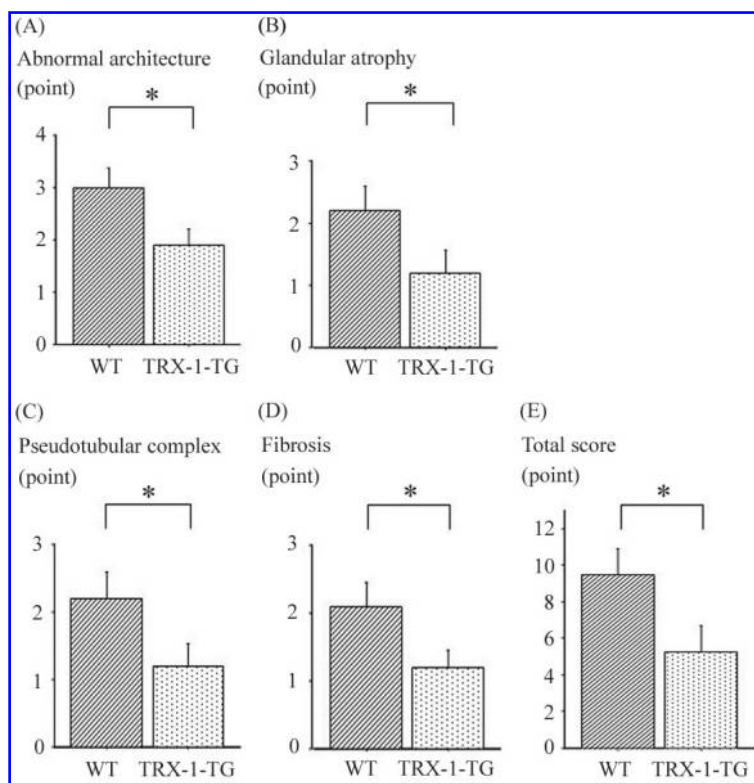 (A)
Abnormal architecture
(point)
*
4
3
2
1
0
WT TRX-1-TG
(B)
Glandular atrophy
(point)
*
3
2
1
0
WT TRX-1-TG
(C)
Pseudotubular complex
(point)
*
3
2
1
0
WT TRX-1-TG
(D)
Fibrosis
(point)
*
3
2
1
0
WT TRX-1-TG
(E)
Total score
(point)
*
12
10
8
6
4
2
0
WT TRX-1-TG